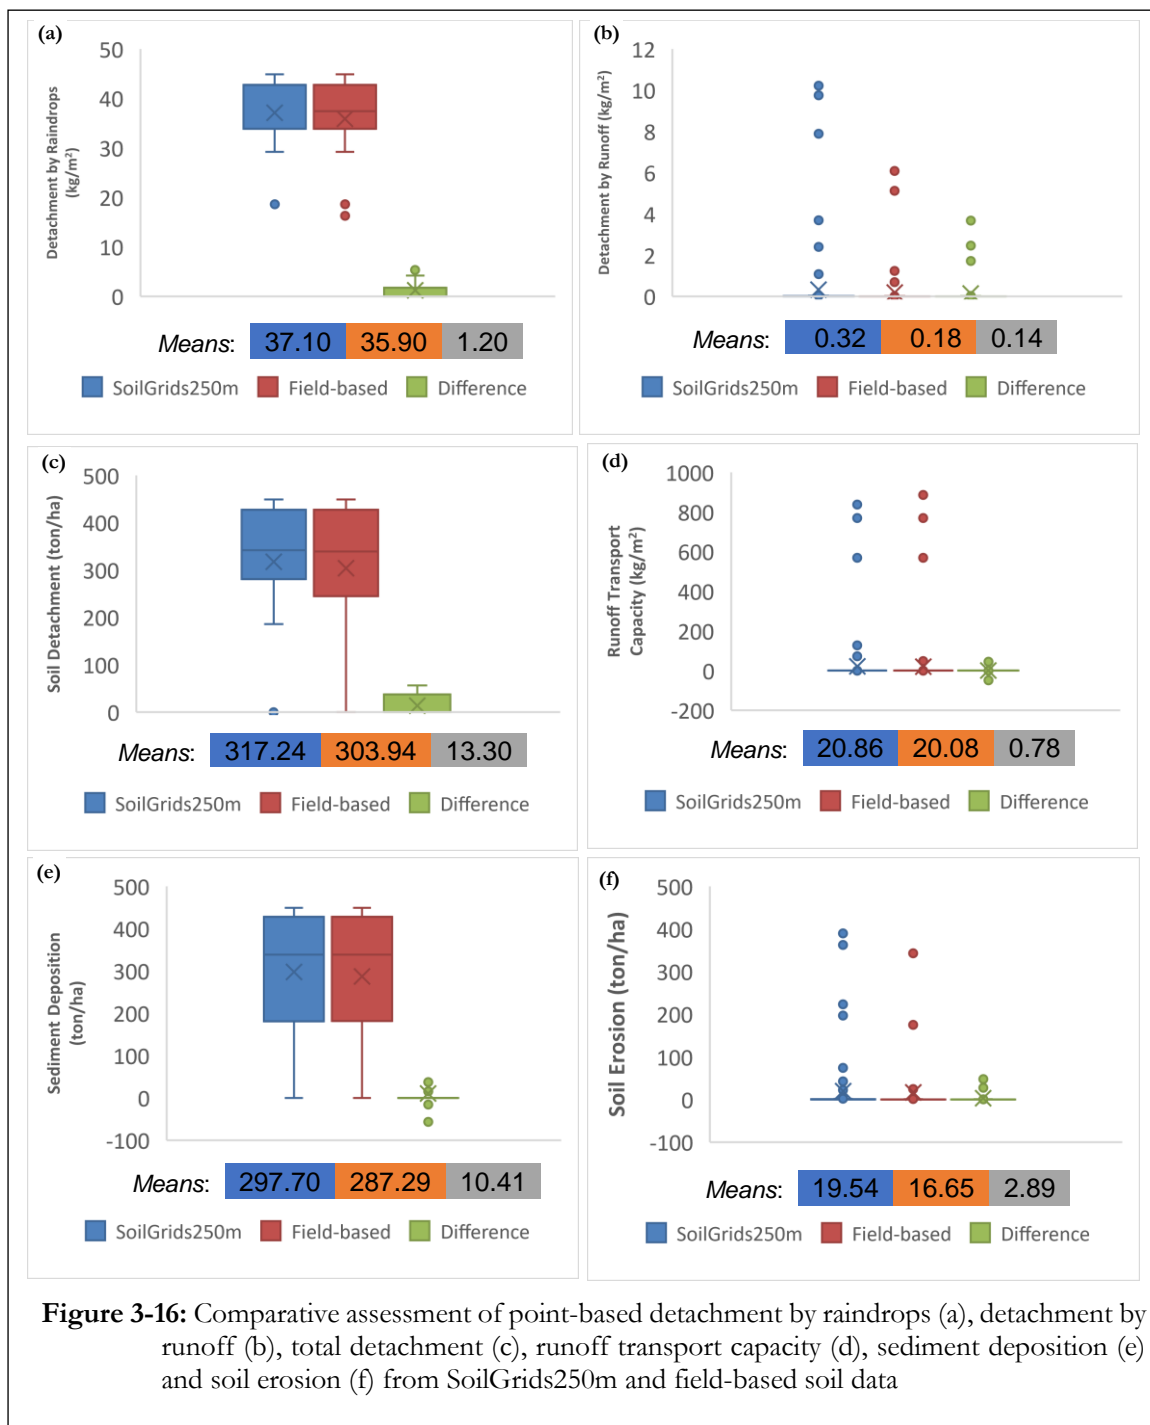 (a)
50
40
30
20
10
0
Detachment by Raindrops
(kg/m²)
Means: 37.10 35.90 1.20
SoilGrids250m Field-based Difference
(b)
12
10
8
6
4
2
0
Detachment by Runoff (kg/m²)
Means: 0.32 0.18 0.14
SoilGrids250m Field-based Difference
(c)
500
400
300
200
100
0
Soil Detachment (ton/ha)
Means: 317.24 303.94 13.30
SoilGrids250m Field-based Difference
(d)
1000
800
600
400
200
0
-200
Runoff Transport
Capacity (kg/m²)
Means: 20.86 20.08 0.78
SoilGrids250m Field-based Difference
(e)
500
400
300
200
100
0
-100
Sediment Deposition
(ton/ha)
Means: 297.70 287.29 10.41
SoilGrids250m Field-based Difference
(f)
500
400
300
200
100
0
-100
Soil Erosion (ton/ha)
Means: 19.54 16.65 2.89
SoilGrids250m Field-based Difference
Figure 3-16: Comparative assessment of point-based detachment by raindrops (a), detachment by
runoff (b), total detachment (c), runoff transport capacity (d), sediment deposition (e)
and soil erosion (f) from SoilGrids250m and field-based soil data